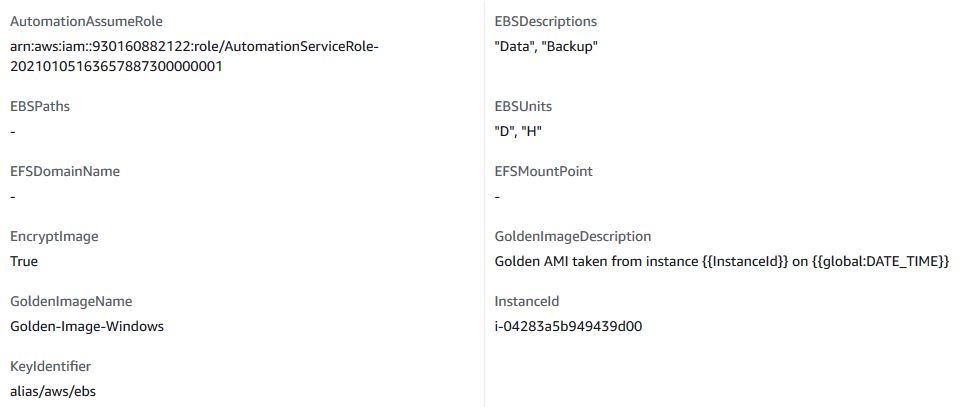 AutomationAssumeRole
arn:aws:iam::930160882122:role/AutomationServiceRole-
20210105163657887300000001
EBSDescriptions
"Data", "Backup"
EBSPaths
-
EBSUnits
"D", "H"
EFSDomainName
-
EFSMountPoint
-
EncryptImage
True
GoldenImageDescription
Golden AMI taken from instance {{InstanceId}} on {{global:DATE_TIME}}
GoldenImageName
Golden-Image-Windows
InstanceId
i-04283a5b949439d00
KeyIdentifier
alias/aws/ebs